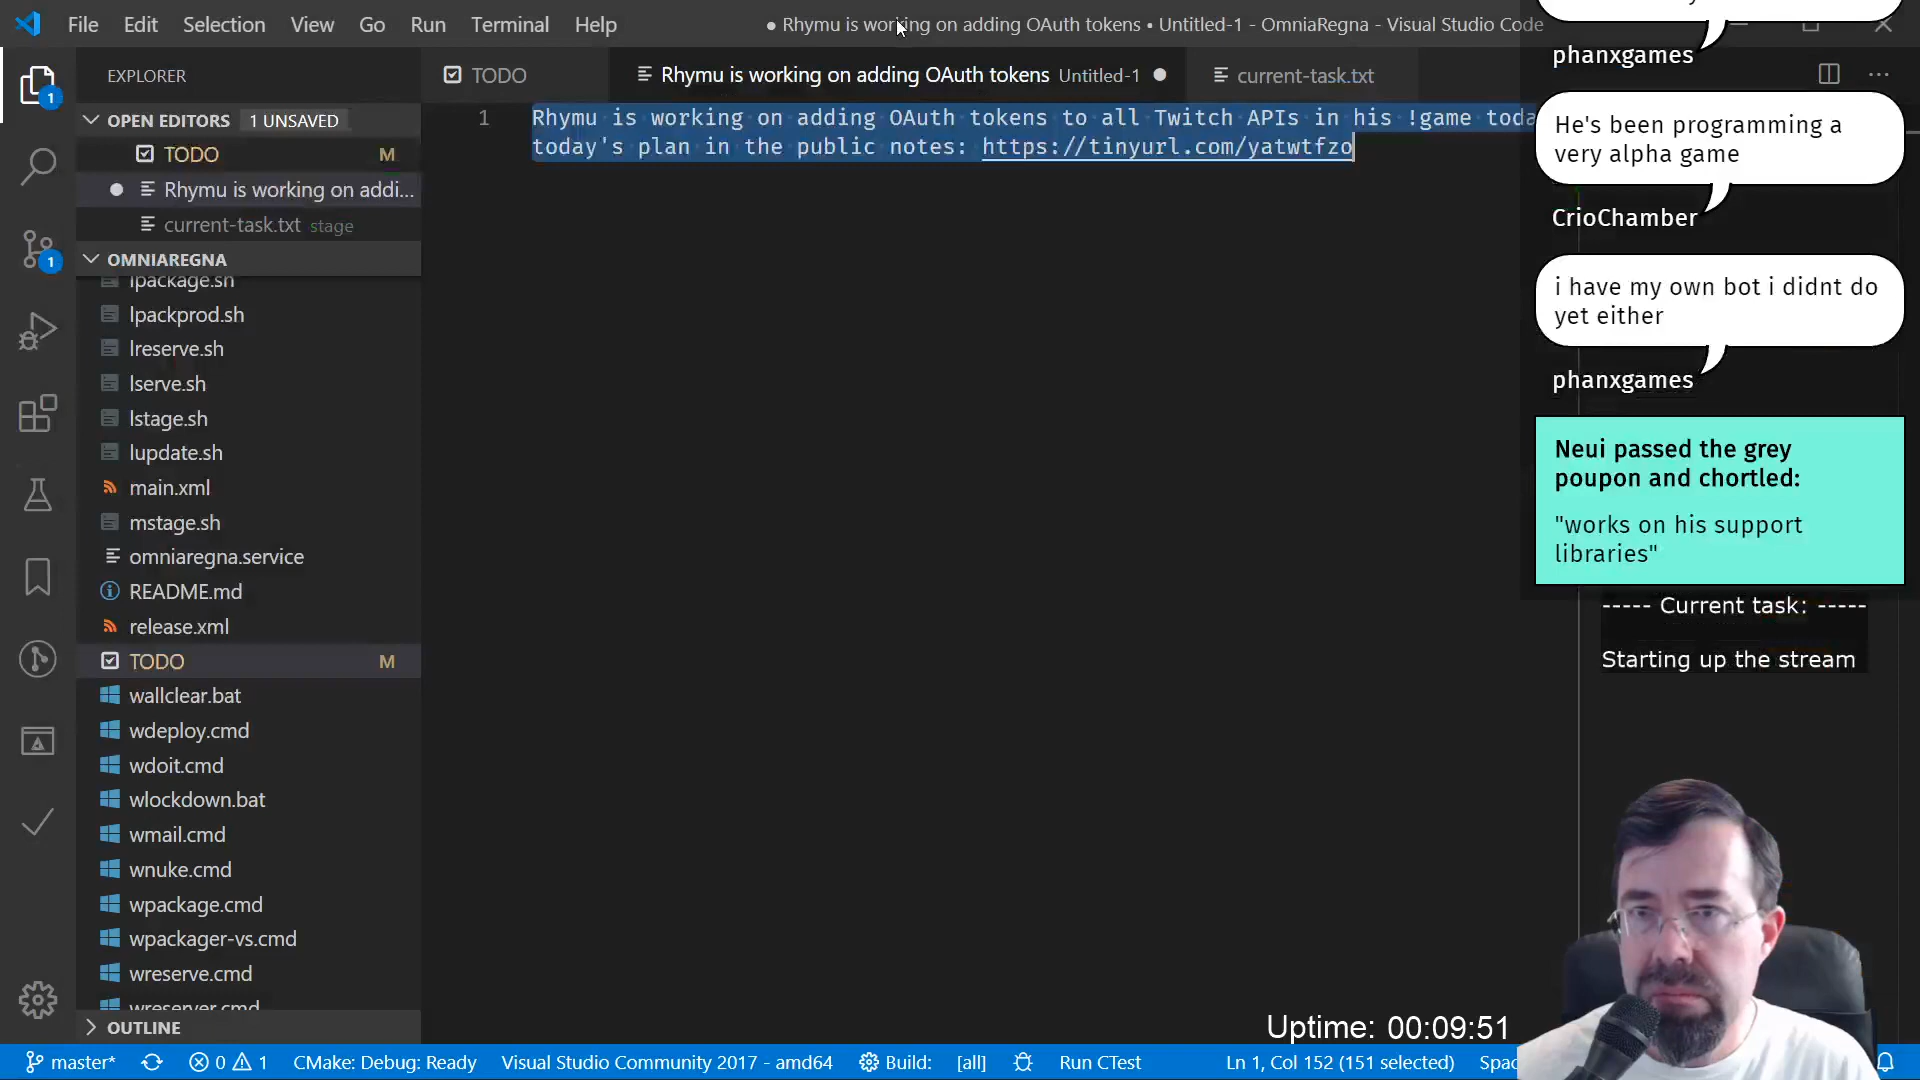 File Edit Selection View Go Run Terminal Help
● Rhymu is working on adding OAuth tokens • Untitled-1 - OmniaRegna - Visual Studio Code
EXPLORER
OPEN EDITORS 1 UNSAVED
TODO M
Rhymu is working on addi...
current-task.txt stage
OMNIAREGNA
lpackage.sh
lpackprod.sh
lreserve.sh
lserve.sh
lstage.sh
lupdate.sh
main.xml
mstage.sh
omniaregna.service
README.md
release.xml
TODO M
wallclear.bat
wdeploy.cmd
wdoit.cmd
wlockdown.bat
wmail.cmd
wnuke.cmd
wpackage.cmd
wpackager-vs.cmd
wreserve.cmd
wreserver.cmd
OUTLINE
1
1
TODO
Rhymu is working on adding OAuth tokens Untitled-1
current-task.txt
1 Rhymu is working on adding OAuth tokens to all Twitch APIs in his !game toda
today's plan in the public notes: https://tinyurl.com/yatwtfzo
phanxgames
He's been programming a
very alpha game
CrioChamber
i have my own bot i didnt do
yet either
phanxgames
Neui passed the grey
poupon and chortled:
"works on his support
libraries"
----- Current task: -----
Starting up the stream
Uptime: 00:09:51
master* 0 1 CMake: Debug: Ready Visual Studio Community 2017 - amd64 Build: [all] Run CTest Ln 1, Col 152 (151 selected) Spac